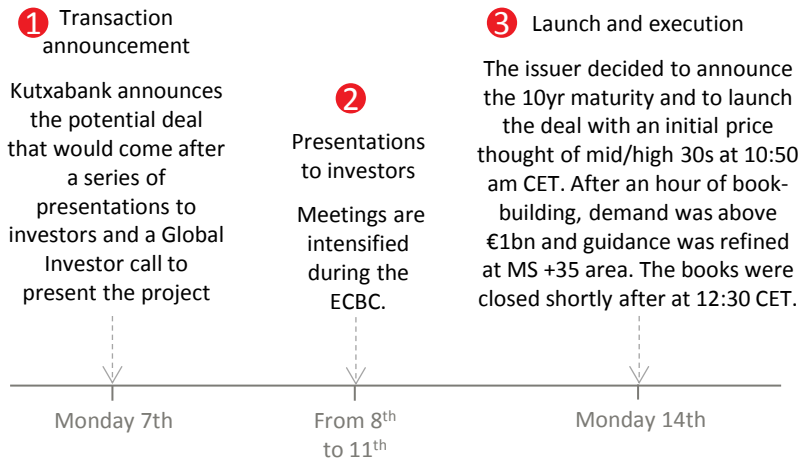 1 Transaction
announcement
Kutxabank announces
the potential deal
that would come after
a series of
presentations to
investors and a Global
Investor call to
present the project
2
Presentations
to investors
Meetings are
intensified
during the
ECBC.
3 Launch and execution
The issuer decided to announce
the 10yr maturity and to launch
the deal with an initial price
thought of mid/high 30s at 10:50
am CET. After an hour of book-
building, demand was above
€1bn and guidance was refined
at MS +35 area. The books were
closed shortly after at 12:30 CET.
Monday 7th
From 8th
to 11th
Monday 14th